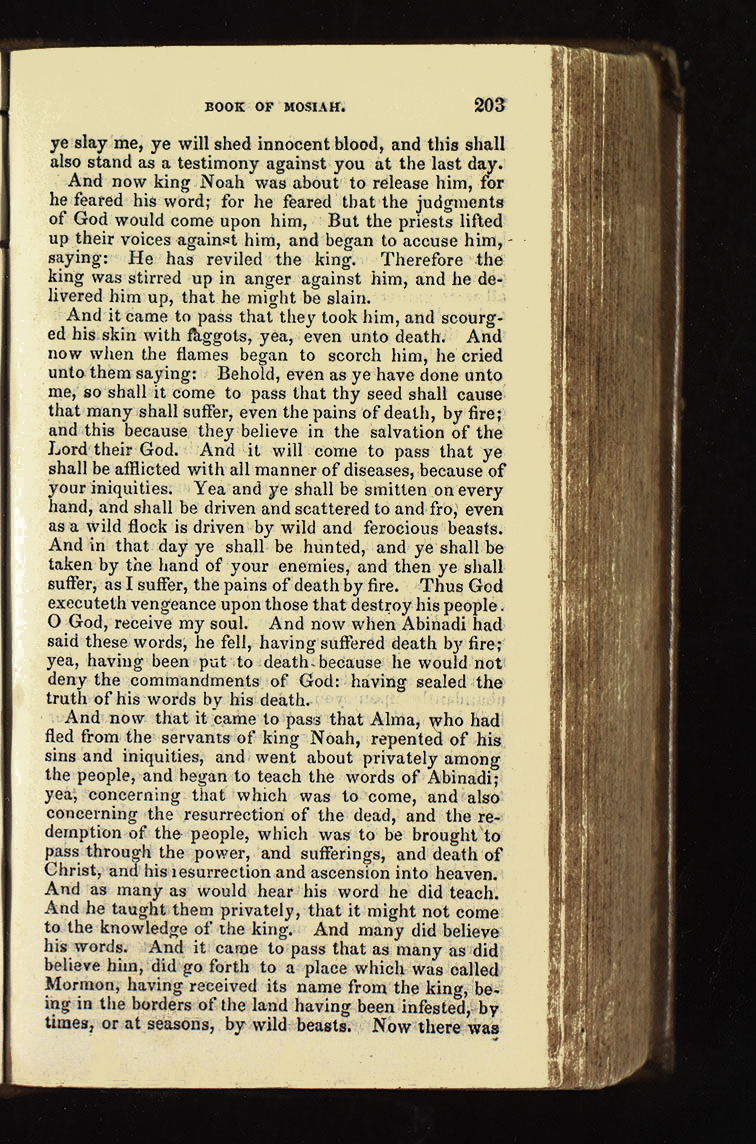 BOOK OF MOSIAH. 203
ye slay me, ye will shed innocent blood, and this shall
also stand as a testimony against you at the last day.
And now king Noah was about to release him, for
he feared his word; for he feared that the judgments
of God would come upon him, But the priests lifted
up their voices against him, and began to accuse him,
saying: He has reviled the king. Therefore the
king was stirred up in anger against him, and he de-
livered him up, that he might be slain.
And it came to pass that they took him, and scourg-
ed his skin with faggots, yea, even unto death. And
now when the flames began to scorch him, he cried
unto them saying: Behold, even as ye have done unto
me, so shall it come to pass that thy seed shall cause
that many shall suffer, even the pains of death, by fire;
and this because they believe in the salvation of the
Lord their God. And it will come to pass that ye
shall be afflicted with all manner of diseases, because of
your iniquities. Yea and ye shall be smitten on every
hand, and shall be driven and scattered to and fro, even
as a wild flock is driven by wild and ferocious beasts.
And in that day ye shall be hunted, and ye shall be
taken by the hand of your enemies, and then ye shall
suffer, as I suffer, the pains of death by fire. Thus God
executeth vengeance upon those that destroy his people.
O God, receive my soul. And now when Abinadi had
said these words, he fell, having suffered death by fire;
yea, having been put to death because he would not
deny the commandments of God: having sealed the
truth of his words by his death.
And now that it came to pass that Alma, who had
fled from the servants of king Noah, repented of his
sins and iniquities, and went about privately among
the people, and began to teach the words of Abinadi;
yea, concerning that which was to come, and also
concerning the resurrection of the dead, and the re-
demption of the people, which was to be brought to
pass through the power, and sufferings, and death of
Christ, and his resurrection and ascension into heaven.
And as many as would hear his word he did teach.
And he taught them privately, that it might not come
to the knowledge of the king. And many did believe
his words. And it came to pass that as many as did
believe him, did go forth to a place which was called
Mormon, having received its name from the king, be-
ing in the borders of the land having been infested, by
times, or at seasons, by wild beasts. Now there was